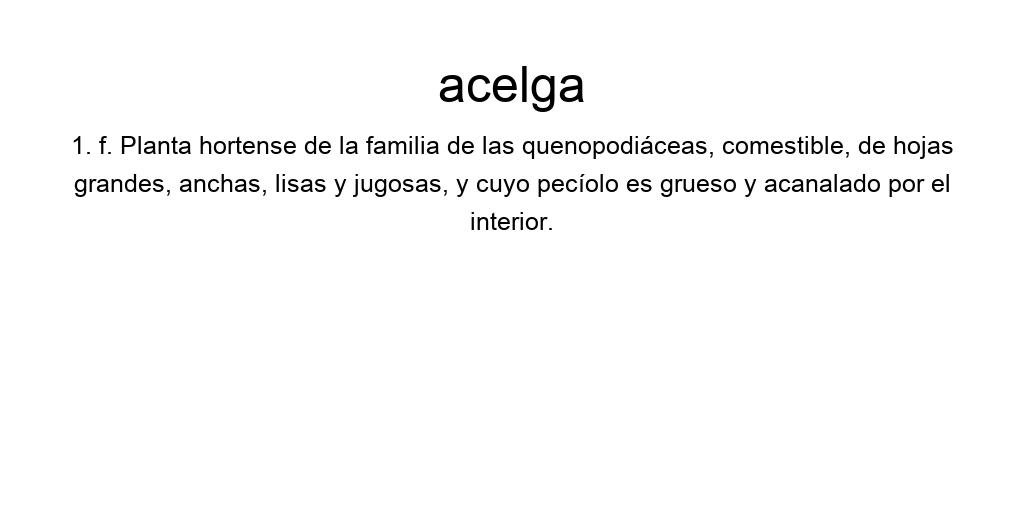 acelga
1. f. Planta hortense de la familia de las quenopodiáceas, comestible, de hojas
grandes, anchas, lisas y jugosas, y cuyo pecíolo es grueso y acanalado por el
interior.